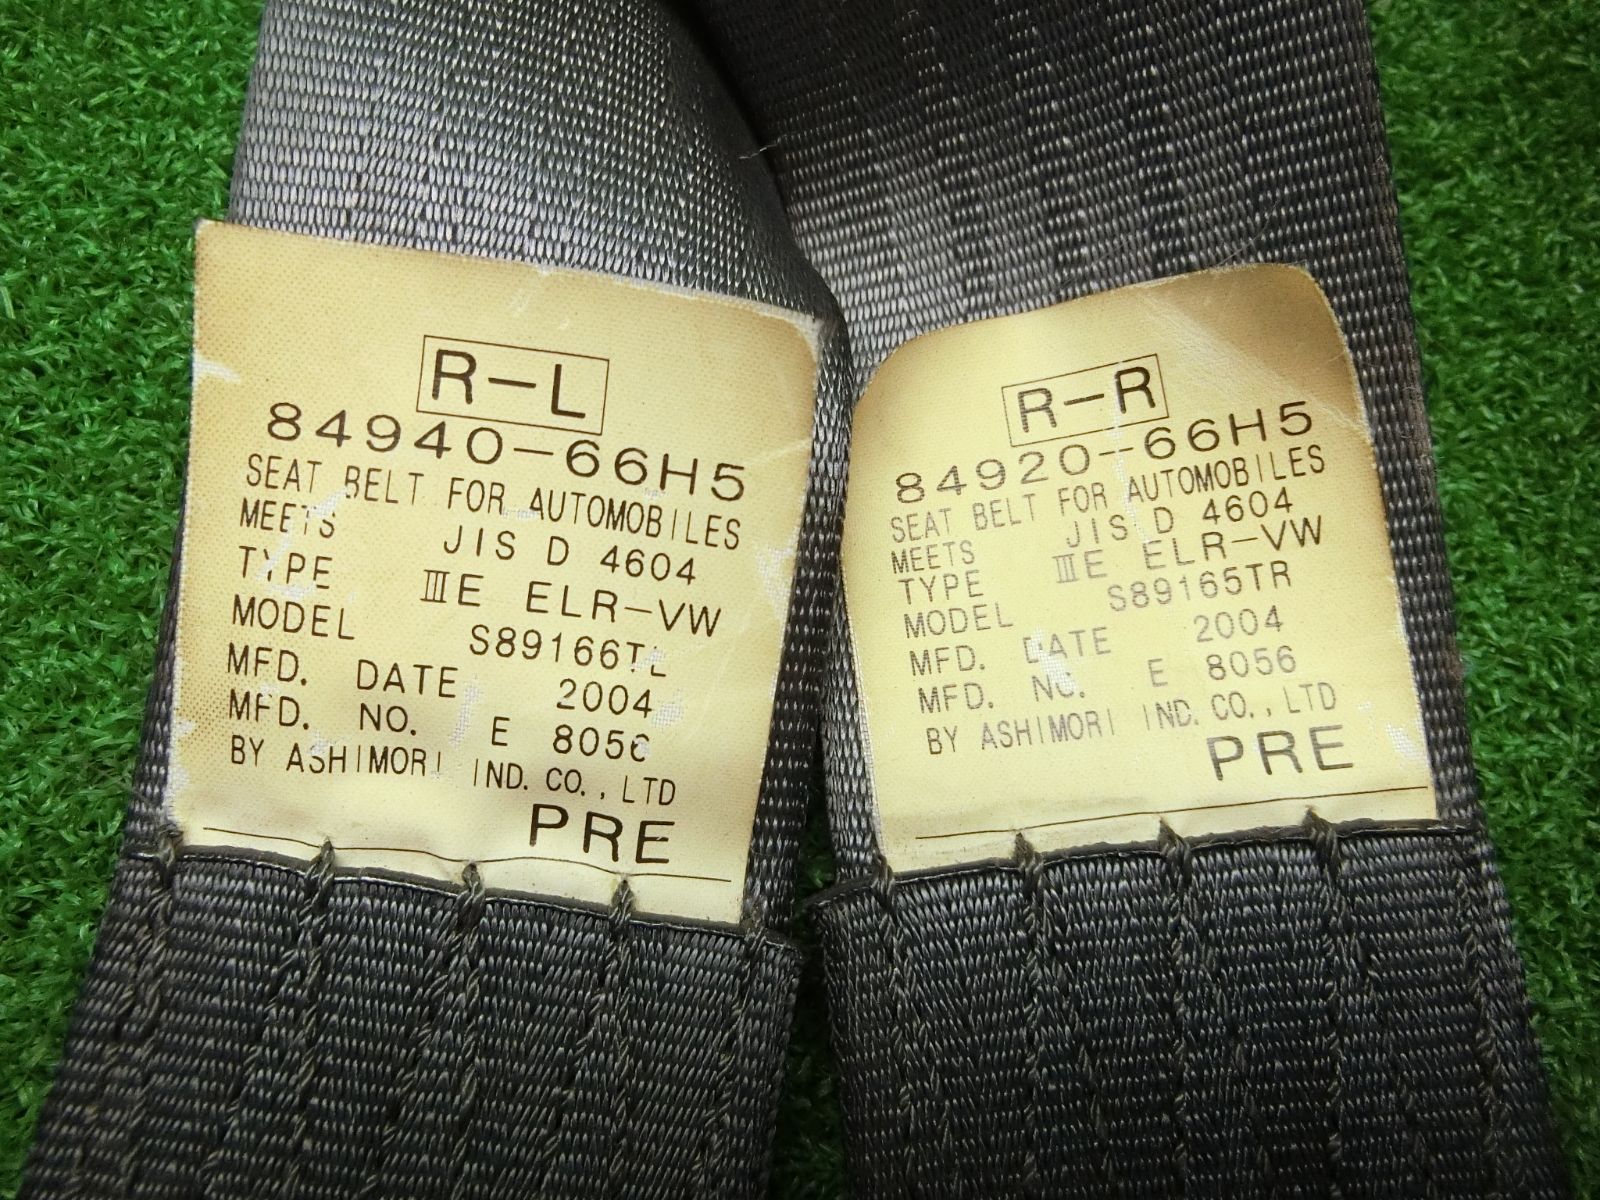 R-L
84940-66H5
SEAT BELT FOR AUTOMOBILES
MEETS JIS D 4604
TYPE ⅢE ELR-VW
MODEL S89166TL
MFD. DATE 2004
MFD. NO. E 8056
BY ASHIMORI IND. CO., LTD
PRE
R-R
84920-66H5
SEAT BELT FOR AUTOMOBILES
MEETS JIS D 4604
TYPE ⅢE ELR-VW
MODEL S89165TR
MFD. DATE 2004
MFD. NO. E 8056
BY ASHIMORI IND. CO., LTD
PRE